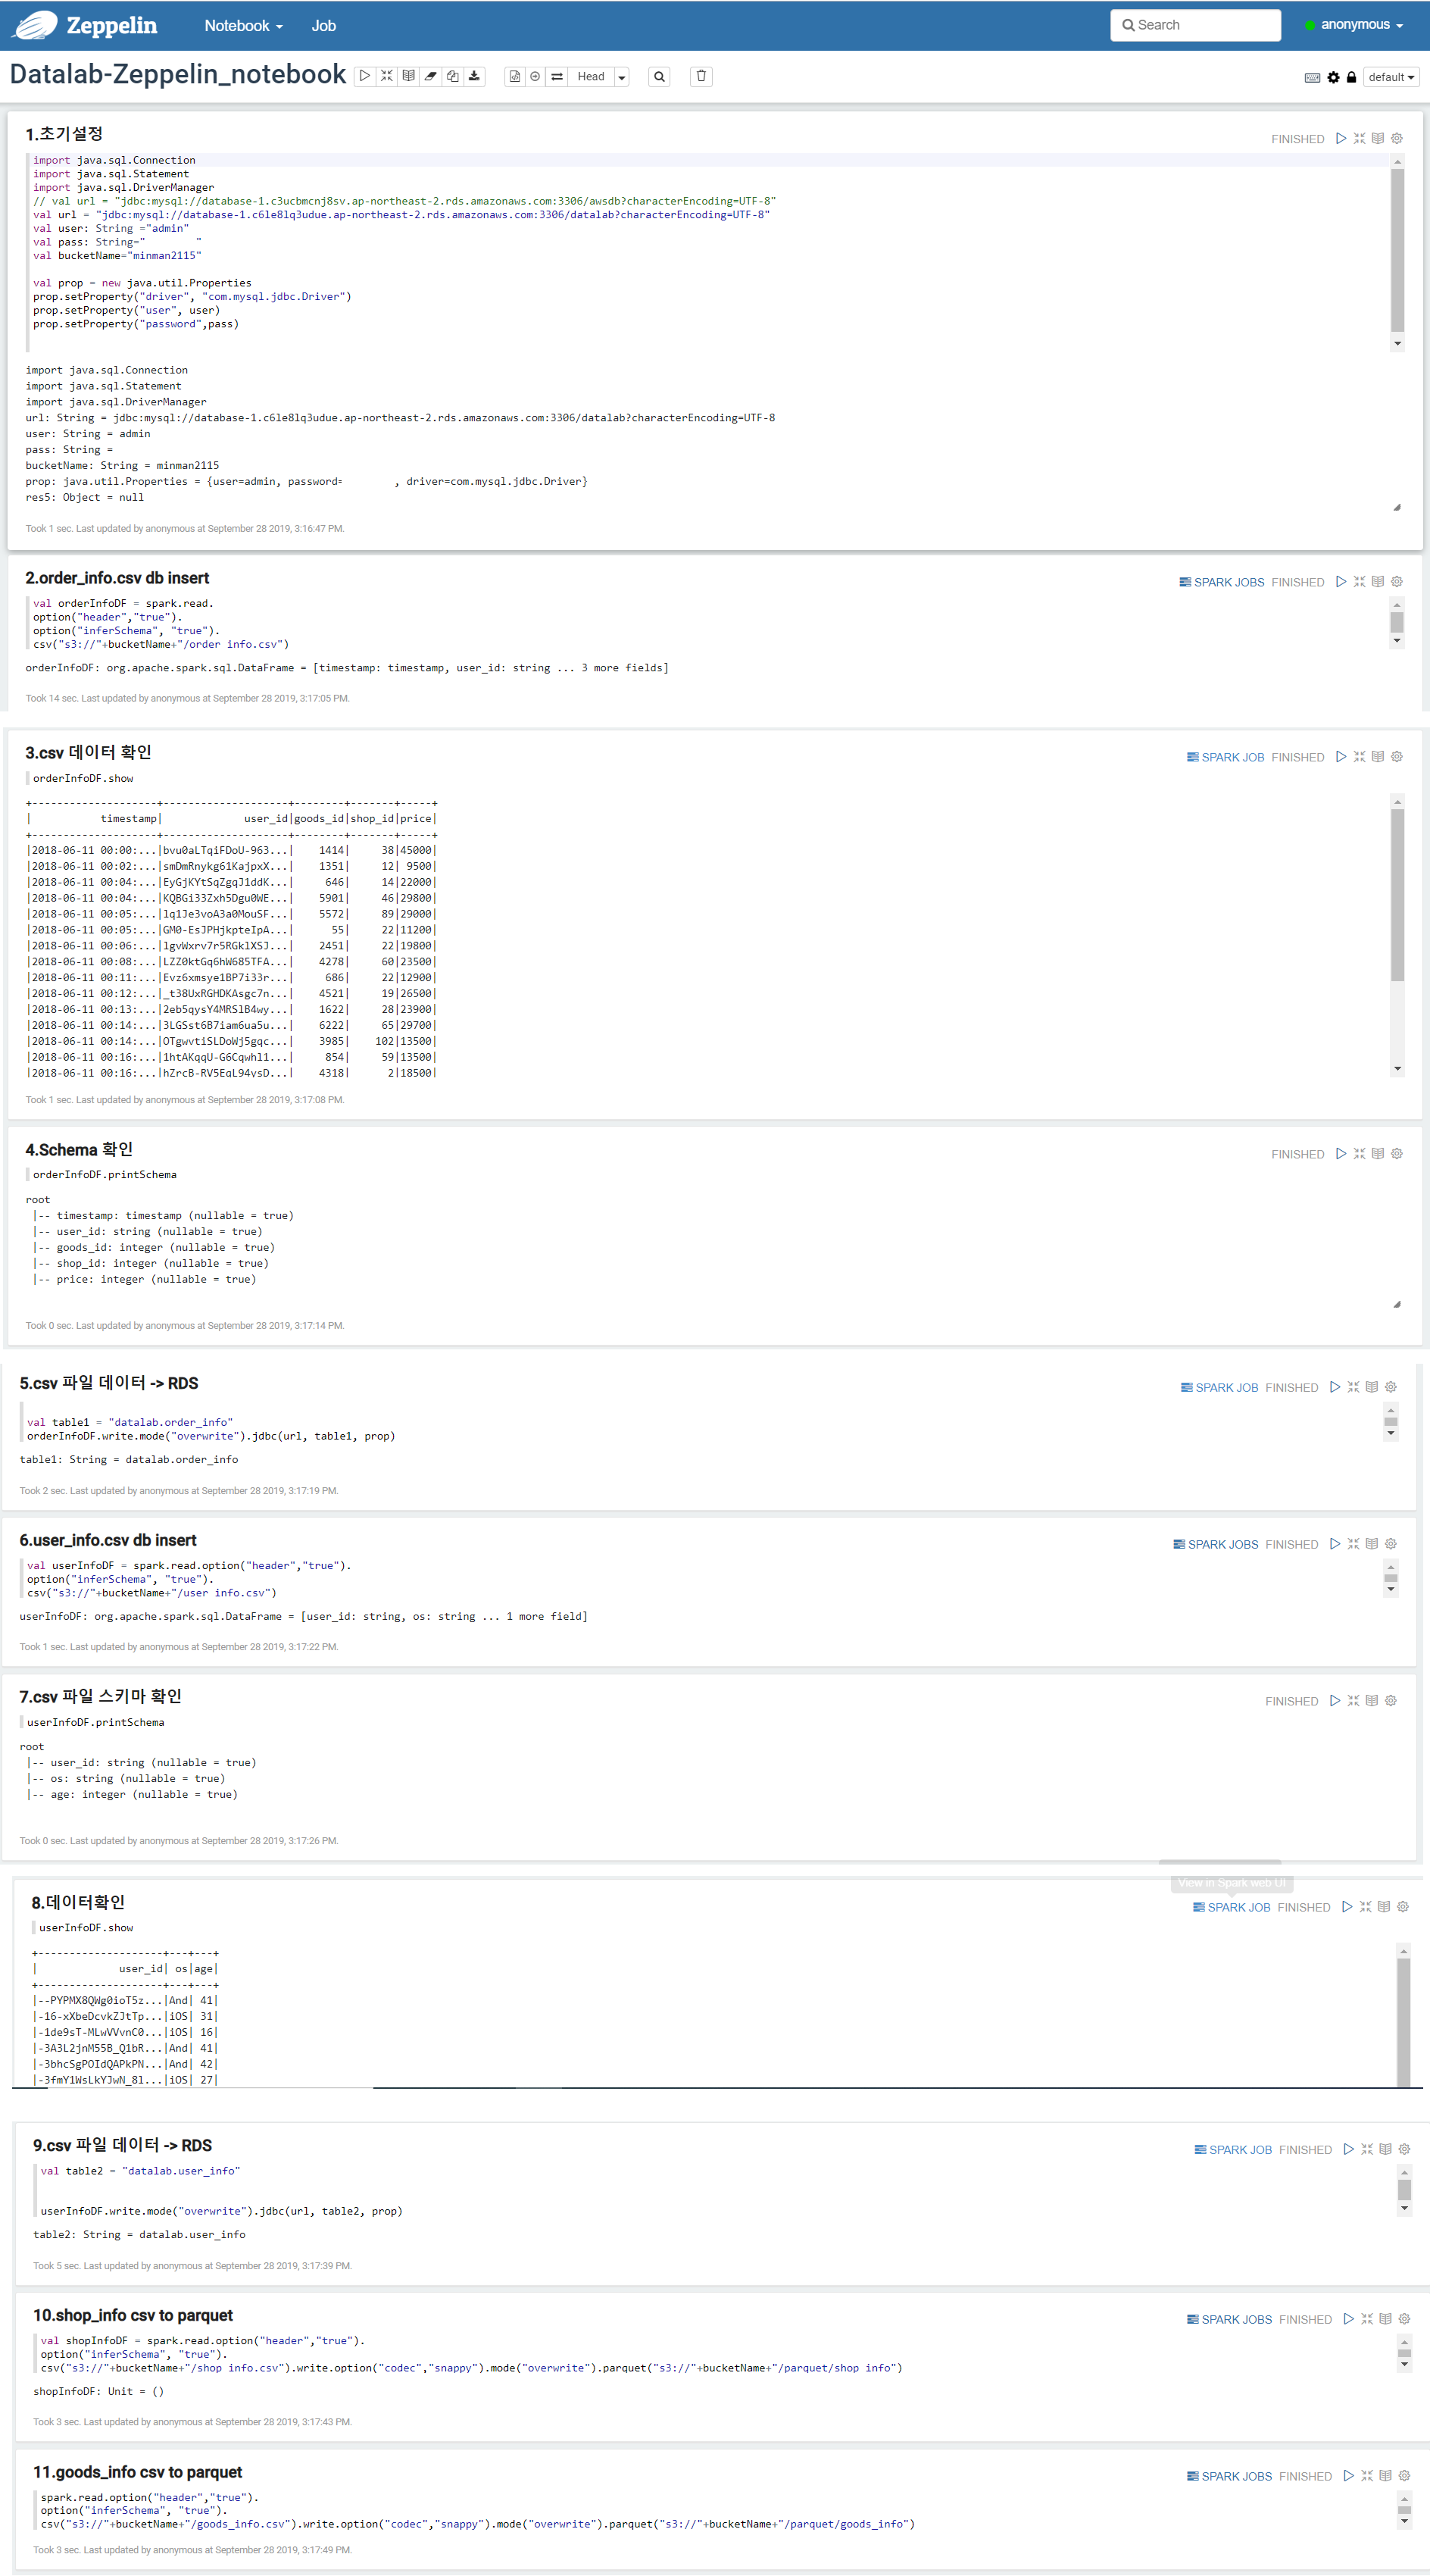 Zeppelin Notebook Job Search anonymous
Datalab-Zeppelin_notebook Head default
1.초기설정 FINISHED
import java.sql.Connection
import java.sql.Statement
import java.sql.DriverManager
// val url = "jdbc:mysql://database-1.c3ucbmcnj8sv.ap-northeast-2.rds.amazonaws.com:3306/awsdb?characterEncoding=UTF-8"
val url = "jdbc:mysql://database-1.c6le8lq3udue.ap-northeast-2.rds.amazonaws.com:3306/datalab?characterEncoding=UTF-8"
val user: String ="admin"
val pass: String=" "
val bucketName="minman2115"
val prop = new java.util.Properties
prop.setProperty("driver", "com.mysql.jdbc.Driver")
prop.setProperty("user", user)
prop.setProperty("password",pass)
import java.sql.Connection
import java.sql.Statement
import java.sql.DriverManager
url: String = jdbc:mysql://database-1.c6le8lq3udue.ap-northeast-2.rds.amazonaws.com:3306/datalab?characterEncoding=UTF-8
user: String = admin
pass: String =
bucketName: String = minman2115
prop: java.util.Properties = {user=admin, password= , driver=com.mysql.jdbc.Driver}
res5: Object = null
Took 1 sec. Last updated by anonymous at September 28 2019, 3:16:47 PM.
2.order_info.csv db insert SPARK JOBS FINISHED
val orderInfoDF = spark.read.
option("header","true").
option("inferSchema", "true").
csv("s3://"+bucketName+"/order_info.csv")
orderInfoDF: org.apache.spark.sql.DataFrame = [timestamp: timestamp, user_id: string ... 3 more fields]
Took 14 sec. Last updated by anonymous at September 28 2019, 3:17:05 PM.
3.csv 데이터 확인 SPARK JOB FINISHED
orderInfoDF.show
+--------------------+--------------------+--------+-------+-----+
|           timestamp|             user_id|goods_id|shop_id|price|
+--------------------+--------------------+--------+-------+-----+
|2018-06-11 00:00:...|bvu0aLTqiFDoU-963...|    1414|     38|45000|
|2018-06-11 00:02:...|smDmRnykg61KajpxX...|    1351|     12| 9500|
|2018-06-11 00:04:...|EyGjKYtSqZgqJ1ddK...|     646|     14|22000|
|2018-06-11 00:04:...|KQBGi33Zxh5Dgu0WE...|    5901|     46|29800|
|2018-06-11 00:05:...|lq1Je3voA3a0MouSF...|    5572|     89|29000|
|2018-06-11 00:05:...|GM0-EsJPHjkpteIpA...|      55|     22|11200|
|2018-06-11 00:06:...|lgvWxrv7r5RGklXSJ...|    2451|     22|19800|
|2018-06-11 00:08:...|LZZ0ktGq6hW685TFA...|    4278|     60|23500|
|2018-06-11 00:11:...|Evz6xmsye1BP7i33r...|     686|     22|12900|
|2018-06-11 00:12:...|_t38UxRGHDKAsgc7n...|    4521|     19|26500|
|2018-06-11 00:13:...|2eb5qysY4MRSlB4wy...|    1622|     28|23900|
|2018-06-11 00:14:...|3LGSst6B7iam6ua5u...|    6222|     65|29700|
|2018-06-11 00:14:...|OTgwvtiSLDoWj5gqc...|    3985|    102|13500|
|2018-06-11 00:16:...|1htAKqqU-G6Cqwhl1...|     854|     59|13500|
|2018-06-11 00:16:...|hZrcB-RV5EqL94ysD...|    4318|      2|18500|
Took 1 sec. Last updated by anonymous at September 28 2019, 3:17:08 PM.
4.Schema 확인 FINISHED
orderInfoDF.printSchema
root
|-- timestamp: timestamp (nullable = true)
|-- user_id: string (nullable = true)
|-- goods_id: integer (nullable = true)
|-- shop_id: integer (nullable = true)
|-- price: integer (nullable = true)
Took 0 sec. Last updated by anonymous at September 28 2019, 3:17:14 PM.
5.csv 파일 데이터 -> RDS SPARK JOB FINISHED
val table1 = "datalab.order_info"
orderInfoDF.write.mode("overwrite").jdbc(url, table1, prop)
table1: String = datalab.order_info
Took 2 sec. Last updated by anonymous at September 28 2019, 3:17:19 PM.
6.user_info.csv db insert SPARK JOBS FINISHED
val userInfoDF = spark.read.option("header","true").
option("inferSchema", "true").
csv("s3://"+bucketName+"/user_info.csv")
userInfoDF: org.apache.spark.sql.DataFrame = [user_id: string, os: string ... 1 more field]
Took 1 sec. Last updated by anonymous at September 28 2019, 3:17:22 PM.
7.csv 파일 스키마 확인 FINISHED
userInfoDF.printSchema
root
|-- user_id: string (nullable = true)
|-- os: string (nullable = true)
|-- age: integer (nullable = true)
Took 0 sec. Last updated by anonymous at September 28 2019, 3:17:26 PM.
View in Spark web UI
8.데이터확인 SPARK JOB FINISHED
userInfoDF.show
+--------------------+---+---+
|             user_id| os|age|
+--------------------+---+---+
|--PYPMX8QWg0ioT5z...|And| 41|
|-16-xXbeDcvkZJtTp...|iOS| 31|
|-1de9sT-MLwVVvnC0...|iOS| 16|
|-3A3L2jnM55B_Q1bR...|And| 41|
|-3bhcSgPOIdQAPkPN...|And| 42|
|-3fmY1WsLkYJwN_8l...|iOS| 27|
9.csv 파일 데이터 -> RDS SPARK JOB FINISHED
val table2 = "datalab.user_info"
userInfoDF.write.mode("overwrite").jdbc(url, table2, prop)
table2: String = datalab.user_info
Took 5 sec. Last updated by anonymous at September 28 2019, 3:17:39 PM.
10.shop_info csv to parquet SPARK JOBS FINISHED
val shopInfoDF = spark.read.option("header","true").
option("inferSchema", "true").
csv("s3://"+bucketName+"/shop_info.csv").write.option("codec","snappy").mode("overwrite").parquet("s3://"+bucketName+"/parquet/shop_info")
shopInfoDF: Unit = ()
Took 3 sec. Last updated by anonymous at September 28 2019, 3:17:43 PM.
11.goods_info csv to parquet SPARK JOBS FINISHED
spark.read.option("header","true").
option("inferSchema", "true").
csv("s3://"+bucketName+"/goods_info.csv").write.option("codec","snappy").mode("overwrite").parquet("s3://"+bucketName+"/parquet/goods_info")
Took 3 sec. Last updated by anonymous at September 28 2019, 3:17:49 PM.